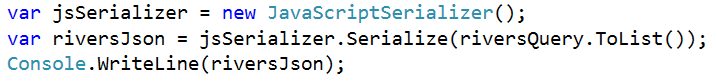 var jsSerializer = new JavaScriptSerializer();
var riversJson = jsSerializer.Serialize(riversQuery.ToList());
Console.WriteLine(riversJson);